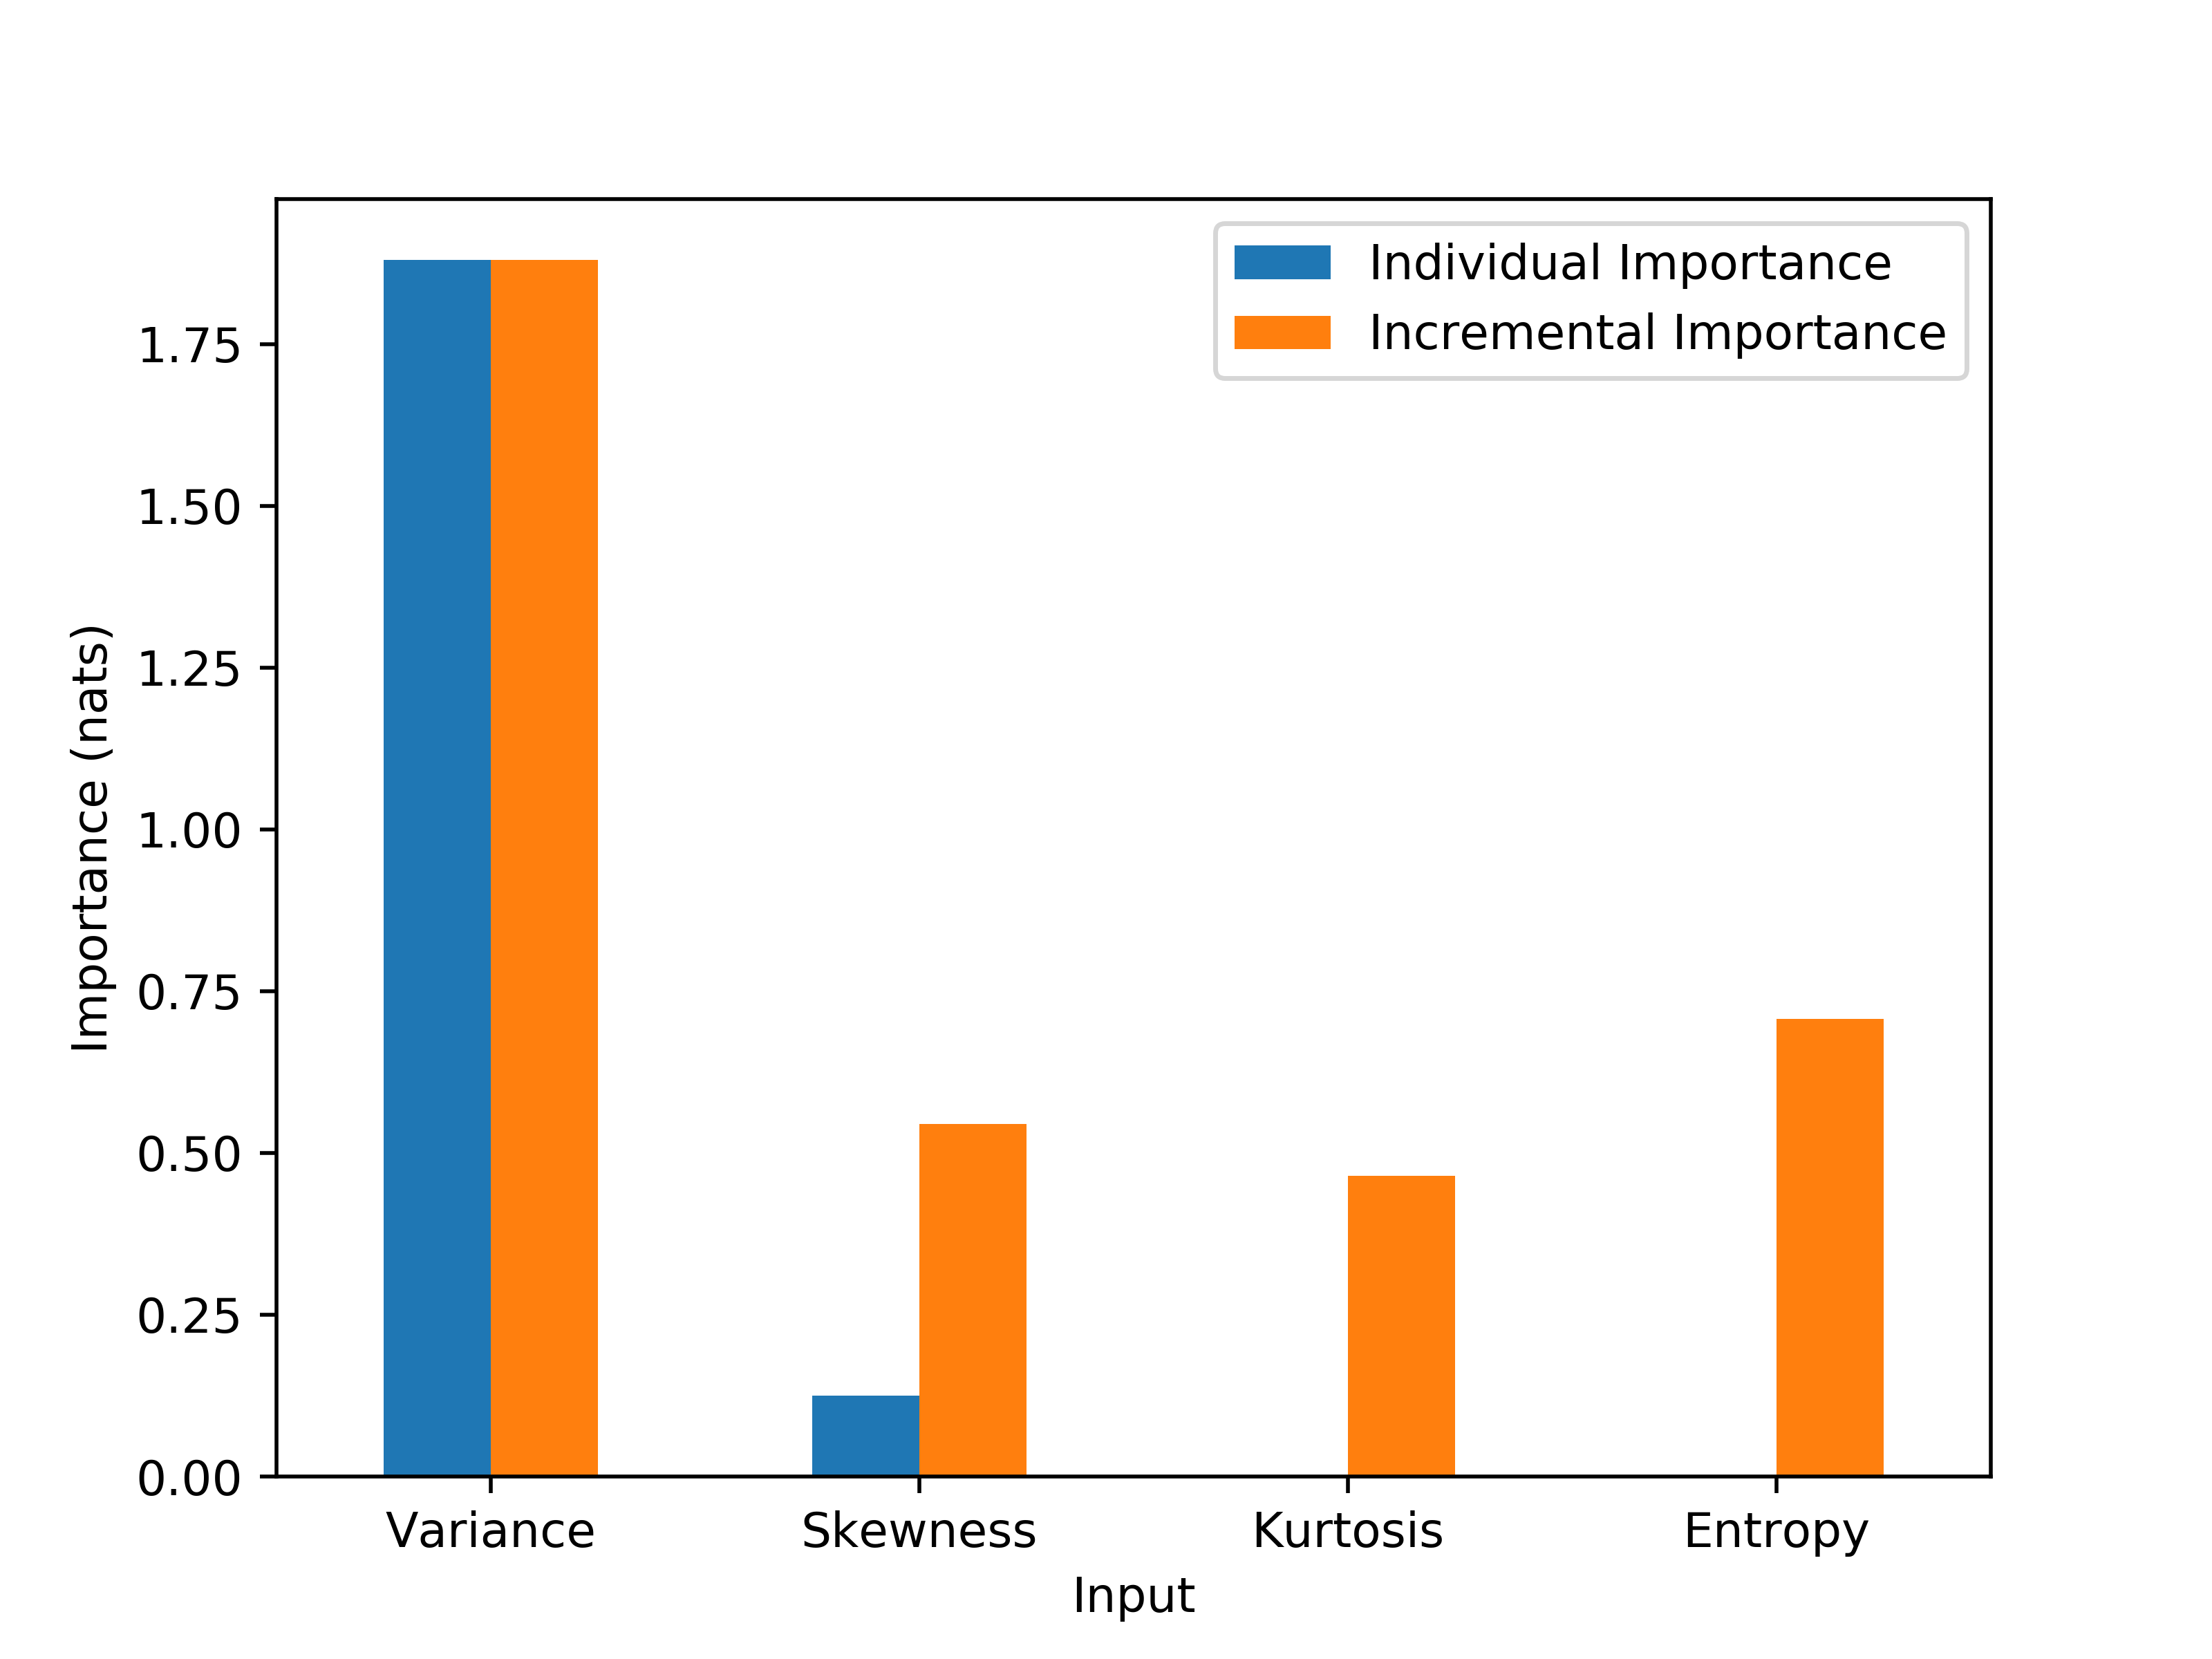 Individual Importance
Incremental Importance
1.75
1.50
1.25
1.00
0.75
0.50
0.25
0.00
Importance (nats)
Variance Skewness Kurtosis Entropy
Input